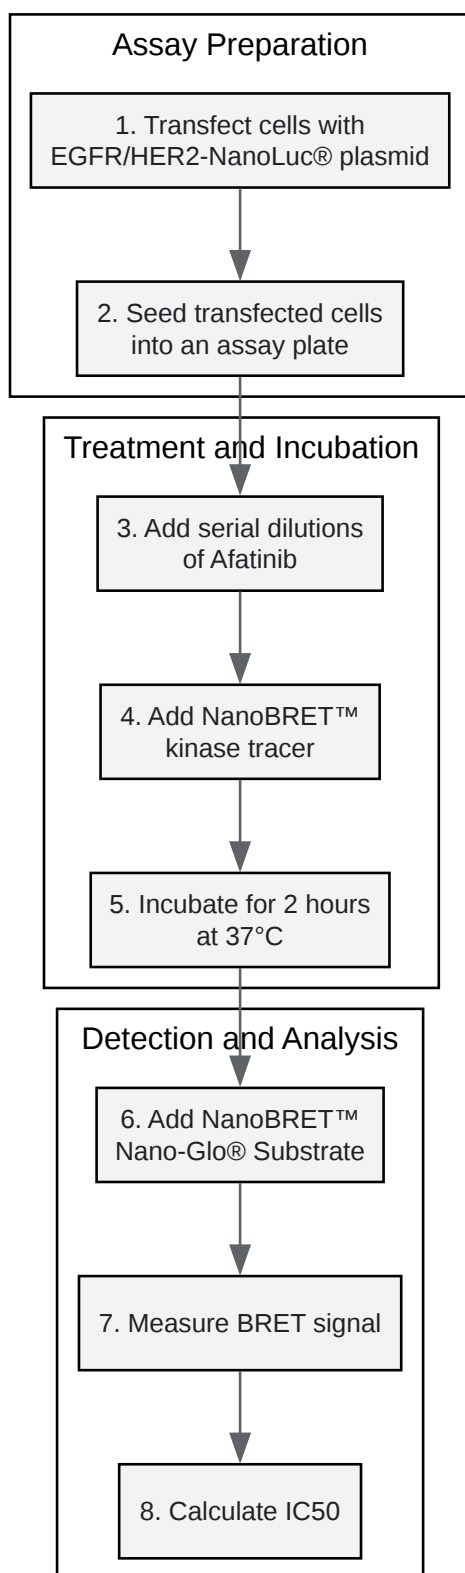 Assay Preparation
1. Transfect cells with
EGFR/HER2-NanoLuc® plasmid
2. Seed transfected cells
into an assay plate
Treatment and Incubation
3. Add serial dilutions
of Afatinib
4. Add NanoBRET™
kinase tracer
5. Incubate for 2 hours
at 37°C
Detection and Analysis
6. Add NanoBRET™
Nano-Glo® Substrate
7. Measure BRET signal
8. Calculate IC50